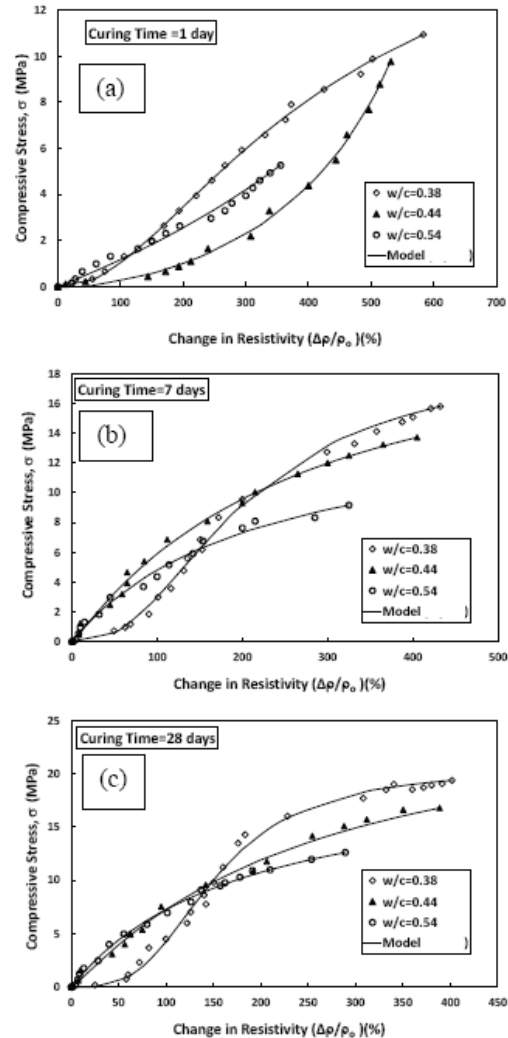 Curing Time =1 day
(a)
Compressive Stress, σ (MPa)
12
10
8
6
4
2
0
0 100 200 300 400 500 600 700
Change in Resistivity (Δρ/ρₒ)(%)
w/c=0.38
w/c=0.44
w/c=0.54
Model )
Curing Time=7 days
(b)
Compressive Stress, σ (MPa)
18
16
14
12
10
8
6
4
2
0
0 100 200 300 400 500
Change in Resistivity (Δρ/ρₒ)(%)
w/c=0.38
w/c=0.44
w/c=0.54
Model )
Curing Time=28 days
(c)
Compressive Stress, σ (MPa)
25
20
15
10
5
0
0 50 100 150 200 250 300 350 400 450
Change in Resistivity (Δρ/ρₒ)(%)
w/c=0.38
w/c=0.44
w/c=0.54
Model )